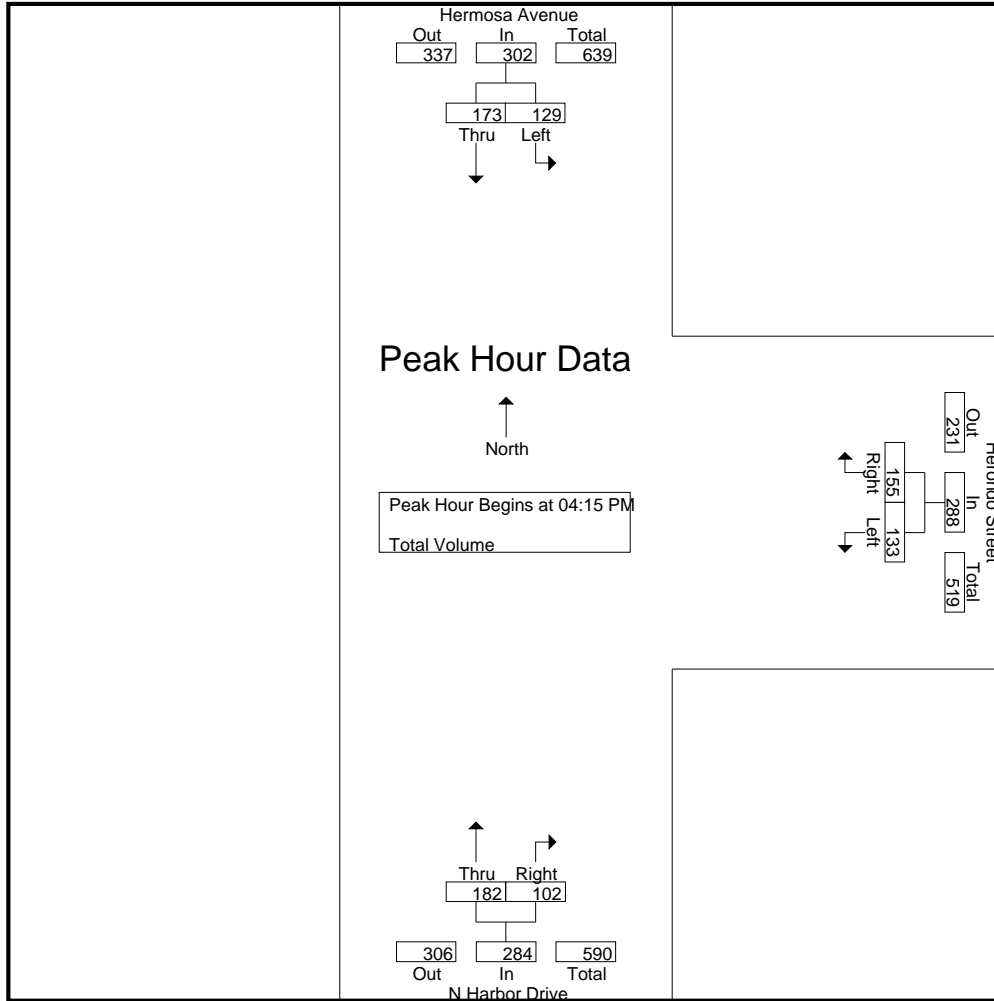 Hermosa Avenue
Out In Total
337 302 639
173 129
Thru Left
Peak Hour Data
North
Peak Hour Begins at 04:15 PM
Total Volume
Out In Total
231 288 519
Right Left
155 133
Street
Thru Right
182 102
306 284 590
Out In Total
N Harbor Drive